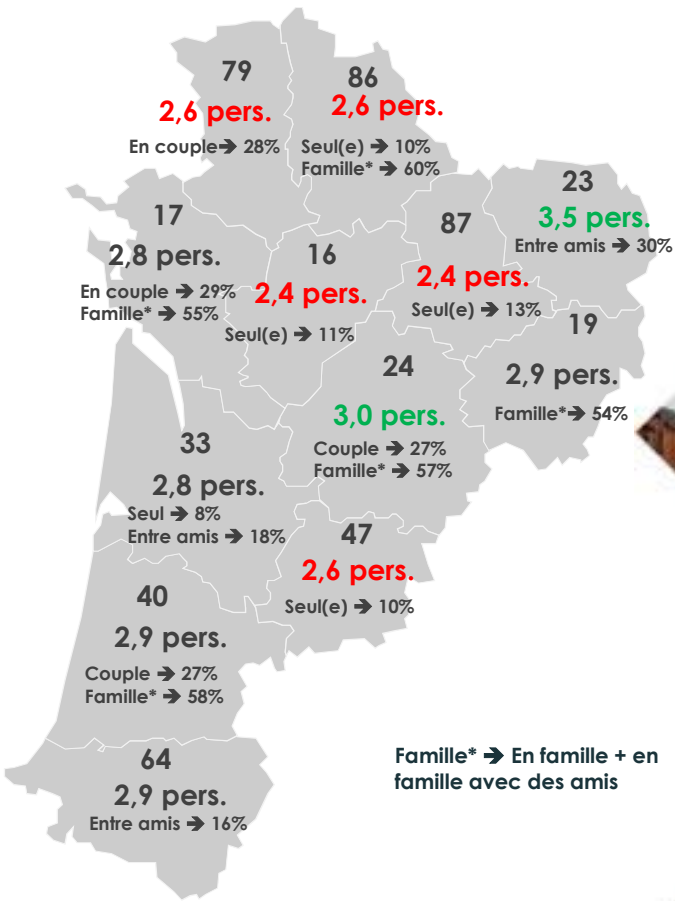 79
2,6 pers.
En couple➔ 28%
86
2,6 pers.
Seul(e) ➔ 10%
Famille* ➔ 60%
23
3,5 pers.
Entre amis ➔ 30%
17
2,8 pers.
En couple ➔ 29%
Famille* ➔ 55%
16
2,4 pers.
Seul(e) ➔ 11%
87
2,4 pers.
Seul(e) ➔ 13%
19
2,9 pers.
Famille*➔ 54%
24
3,0 pers.
Couple ➔ 27%
Famille* ➔ 57%
33
2,8 pers.
Seul ➔ 8%
Entre amis ➔ 18%
47
2,6 pers.
Seul(e) ➔ 10%
40
2,9 pers.
Couple ➔ 27%
Famille* ➔ 58%
64
2,9 pers.
Entre amis ➔ 16%
Famille* ➔ En famille + en
famille avec des amis